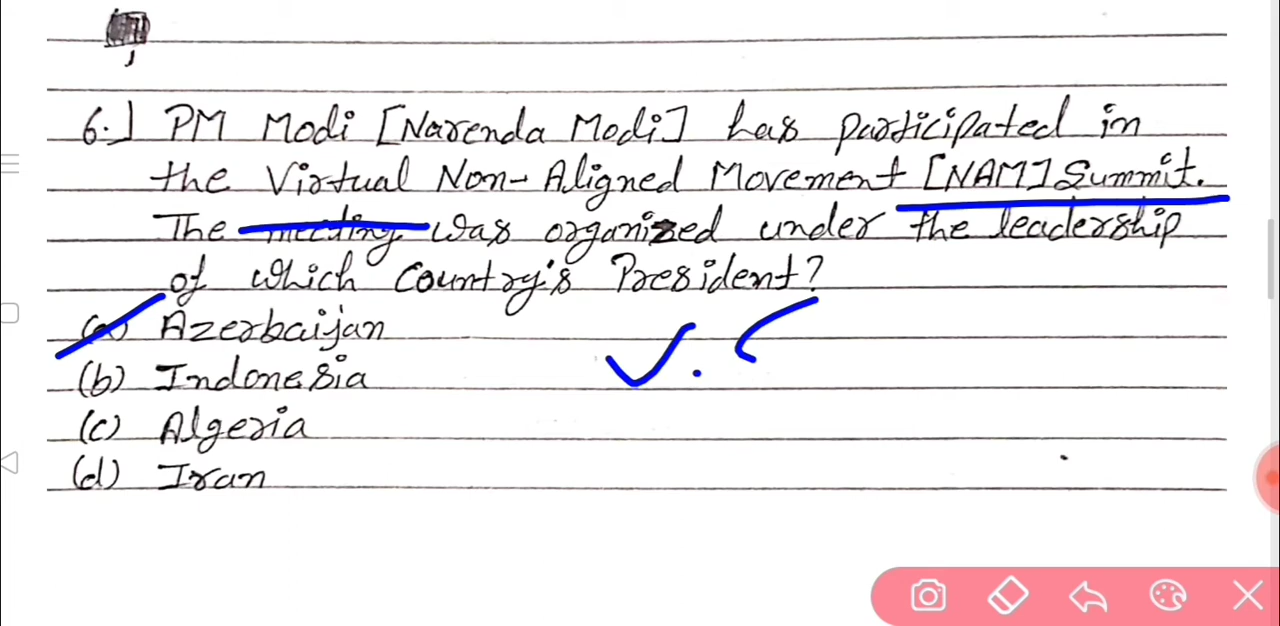 6.] PM Modi [Narenda Modi] has participated in
the Virtual Non-Aligned Movement [NAM] Summit.
The meeting was organized under the leadership
of which Country's President?
(a) Azerbaijan
(b) Indonesia
(c) Algeria
(d) Iran